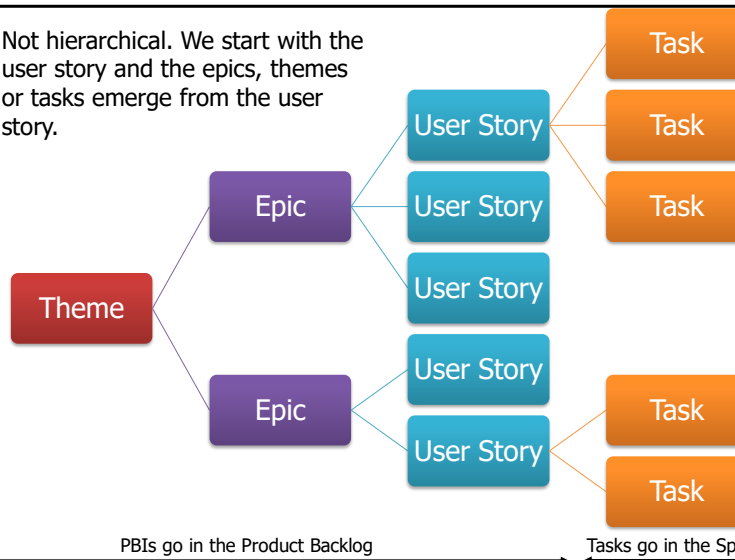 Not hierarchical. We start with the
user story and the epics, themes
or tasks emerge from the user
story.
Task
User Story
Task
Epic
User Story
Task
User Story
Theme
User Story
Epic
User Story
Task
Task
PBIs go in the Product Backlog
Tasks go in the Sp